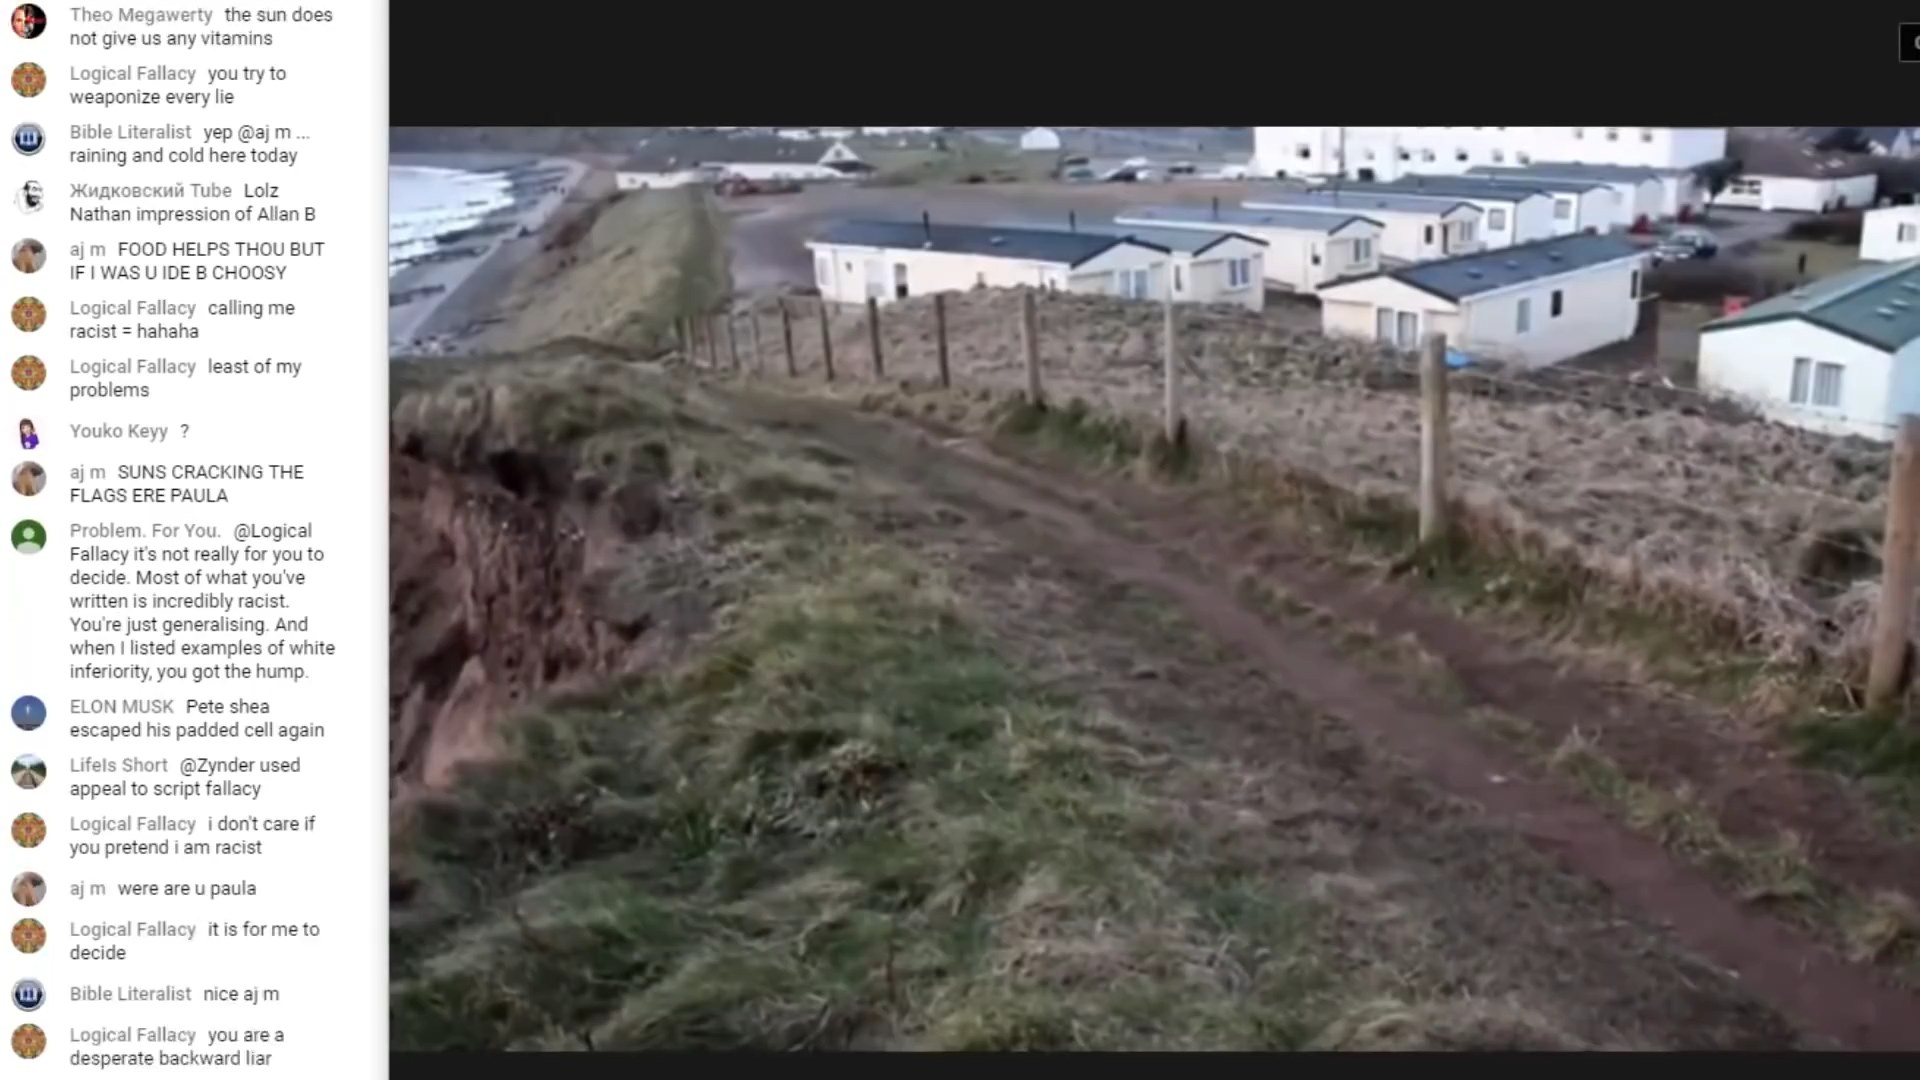 Theo Megawerty the sun does
not give us any vitamins
Logical Fallacy you try to
weaponize every lie
Bible Literalist yep @aj m ...
raining and cold here today
Жидковский Tube Lolz
Nathan impression of Allan B
aj m FOOD HELPS THOU BUT
IF I WAS U IDE B CHOOSY
Logical Fallacy calling me
racist = hahaha
Logical Fallacy least of my
problems
Youko Keyy ?
aj m SUNS CRACKING THE
FLAGS ERE PAULA
Problem. For You. @Logical
Fallacy it's not really for you to
decide. Most of what you've
written is incredibly racist.
You're just generalising. And
when I listed examples of white
inferiority, you got the hump.
ELON MUSK Pete shea
escaped his padded cell again
LifeIs Short @Zynder used
appeal to script fallacy
Logical Fallacy i don't care if
you pretend i am racist
aj m were are u paula
Logical Fallacy it is for me to
decide
Bible Literalist nice aj m
Logical Fallacy you are a
desperate backward liar